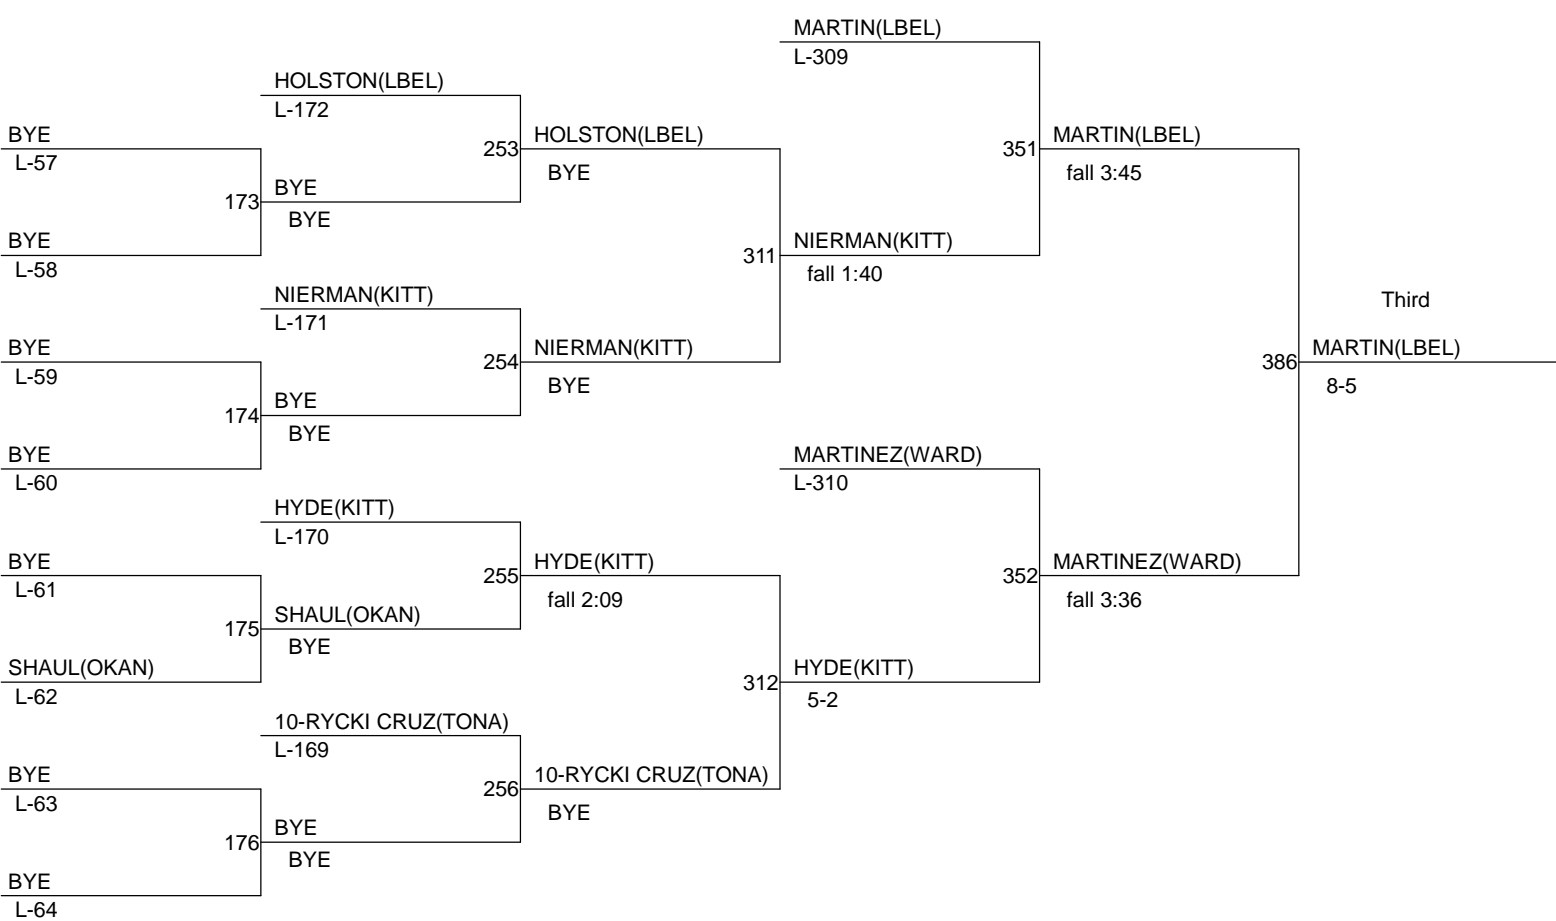 MARTIN(LBEL)
L-309
HOLSTON(LBEL)
L-172
BYE
L-57
253
HOLSTON(LBEL)
BYE
351
MARTIN(LBEL)
fall 3:45
173
BYE
BYE
BYE
L-58
311
NIERMAN(KITT)
fall 1:40
NIERMAN(KITT)
L-171
Third
BYE
L-59
254
NIERMAN(KITT)
BYE
386
MARTIN(LBEL)
8-5
174
BYE
BYE
BYE
L-60
MARTINEZ(WARD)
L-310
HYDE(KITT)
L-170
BYE
L-61
255
HYDE(KITT)
fall 2:09
352
MARTINEZ(WARD)
fall 3:36
175
SHAUL(OKAN)
BYE
SHAUL(OKAN)
L-62
312
HYDE(KITT)
5-2
10-RYCKI CRUZ(TONA)
L-169
BYE
L-63
256
10-RYCKI CRUZ(TONA)
BYE
176
BYE
BYE
BYE
L-64